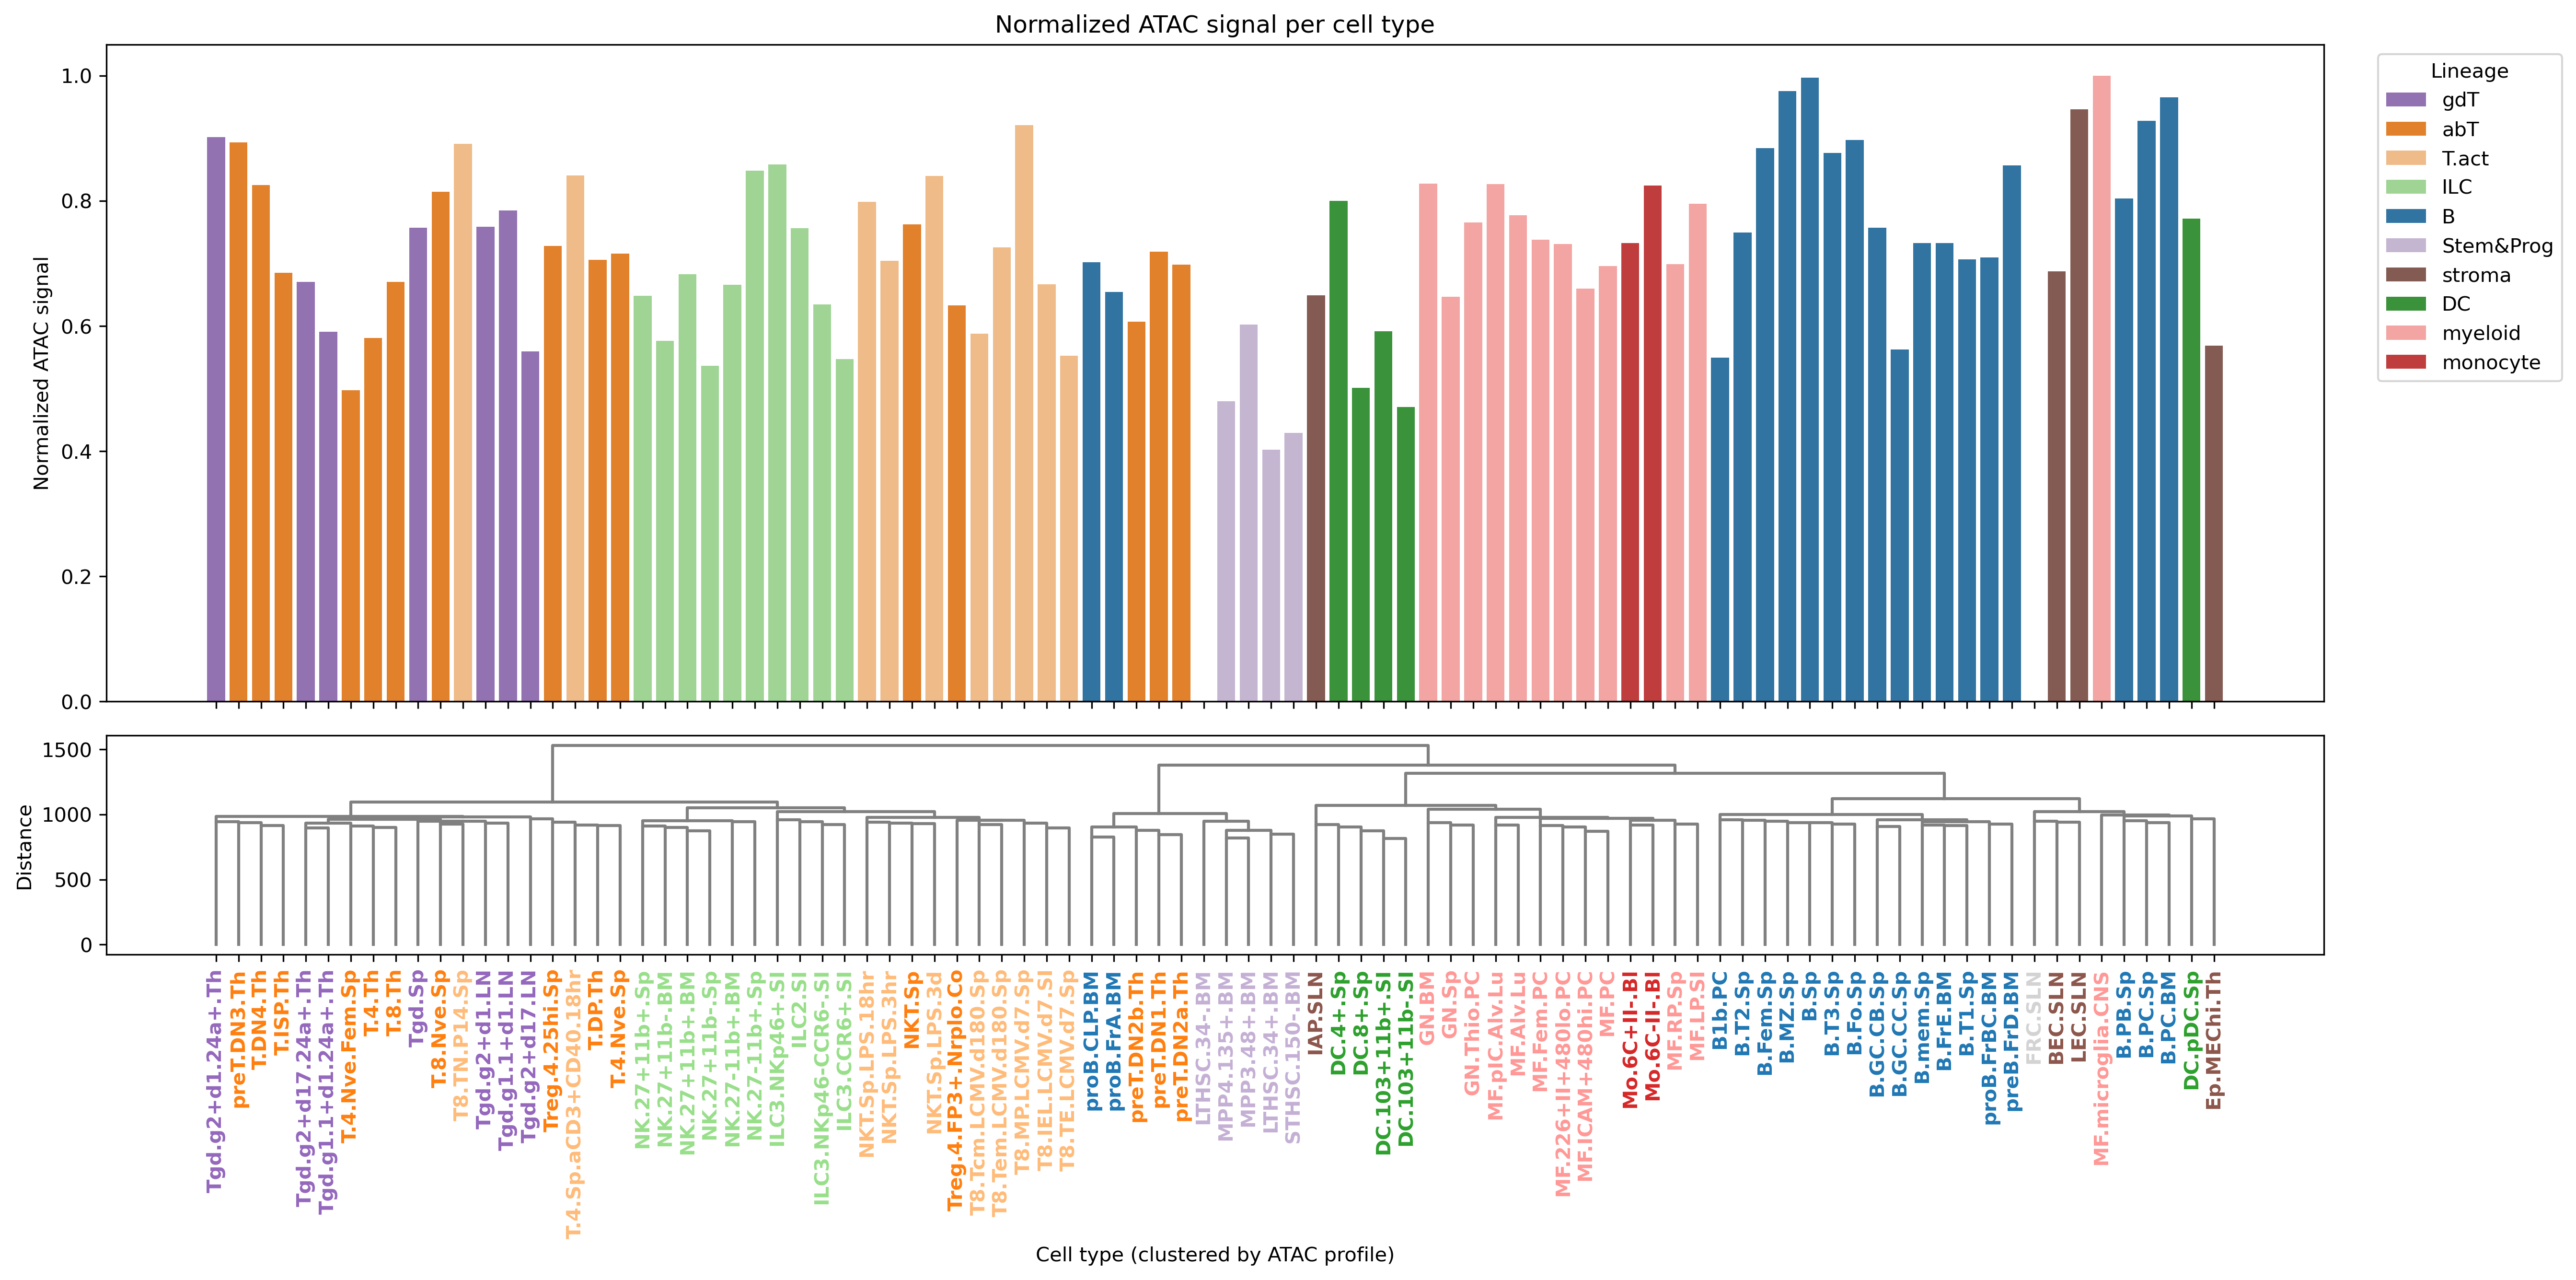 Normalized ATAC signal per cell type
Normalized ATAC signal
1.0
0.8
0.6
0.4
0.2
0.0
Lineage
gdT
abT
T.act
ILC
B
Stem&Prog
stroma
DC
myeloid
monocyte
Distance
1500
1000
500
0
Tgd.g2+d1.24a+.Th
preT.DN3.Th
T.DN4.Th
T.ISP.Th
Tgd.g2+d17.24a+.Th
Tgd.g1.1+d1.24a+.Th
T.4.Nve.Fem.Sp
T.4.Th
T.8.Th
Tgd.Sp
T.8.Nve.Sp
T8.TN.P14.Sp
Tgd.g2+d1.LN
Tgd.g1.1+d1.LN
Tgd.g2+d17.LN
Treg.4.25hi.Sp
T.4.Sp.aCD3+CD40.18hr
T.DP.Th
T.4.Nve.Sp
NK.27+11b+.Sp
NK.27+11b-.BM
NK.27+11b+.BM
NK.27+11b-.Sp
NK.27-11b+.BM
NK.27-11b+.Sp
ILC3.NKp46+.SI
ILC2.SI
ILC3.NKp46-CCR6-.SI
ILC3.CCR6+.SI
NKT.Sp.LPS.18hr
NKT.Sp.LPS.3hr
NKT.Sp
NKT.Sp.LPS.3d
Treg.4.FP3+.Nrplo.Co
T8.Tcm.LCMV.d180.Sp
T8.Tem.LCMV.d180.Sp
T8.MP.LCMV.d7.Sp
T8.IEL.LCMV.d7.SI
T8.TE.LCMV.d7.Sp
proB.CLP.BM
proB.FrA.BM
preT.DN2b.Th
preT.DN1.Th
preT.DN2a.Th
LTHSC.34-.BM
MPP4.135+.BM
MPP3.48+.BM
LTHSC.34+.BM
STHSC.150-.BM
IAP.SLN
DC.4+.Sp
DC.8+.Sp
DC.103+11b+.SI
DC.103+11b-.SI
GN.BM
GN.Sp
GN.Thio.PC
MF.pIC.Alv.Lu
MF.Alv.Lu
MF.Fem.PC
MF.226+II+480lo.PC
MF.ICAM+480hi.PC
MF.PC
Mo.6C+II-.Bl
Mo.6C-II-.Bl
MF.RP.Sp
MF.LP.SI
B1b.PC
B.T2.Sp
B.Fem.Sp
B.MZ.Sp
B.Sp
B.T3.Sp
B.Fo.Sp
B.GC.CB.Sp
B.GC.CC.Sp
B.mem.Sp
B.FrE.BM
B.T1.Sp
proB.FrBC.BM
preB.FrD.BM
FRC.SLN
BEC.SLN
LEC.SLN
MF.microglia.CNS
B.PB.Sp
B.PC.Sp
B.PC.BM
DC.pDC.Sp
Ep.MEChi.Th
Cell type (clustered by ATAC profile)